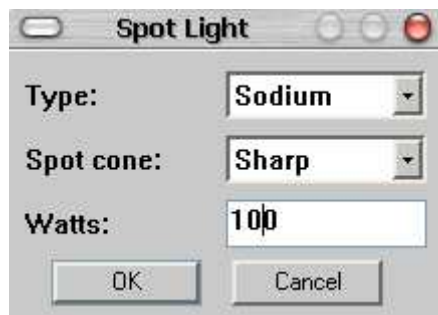 Spot Light
Type: Sodium
Spot cone: Sharp
Watts: 100
OK Cancel